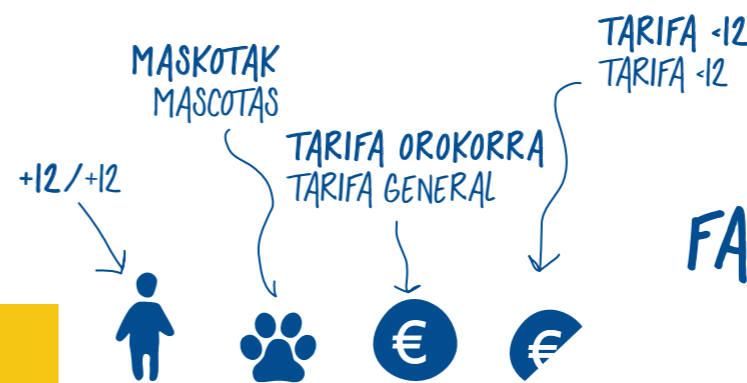 TARIFA <12
TARIFA <12
MASKOTAK
MASCOTAS
TARIFA OROKORRA
TARIFA GENERAL
+12/+12
FA
€
€